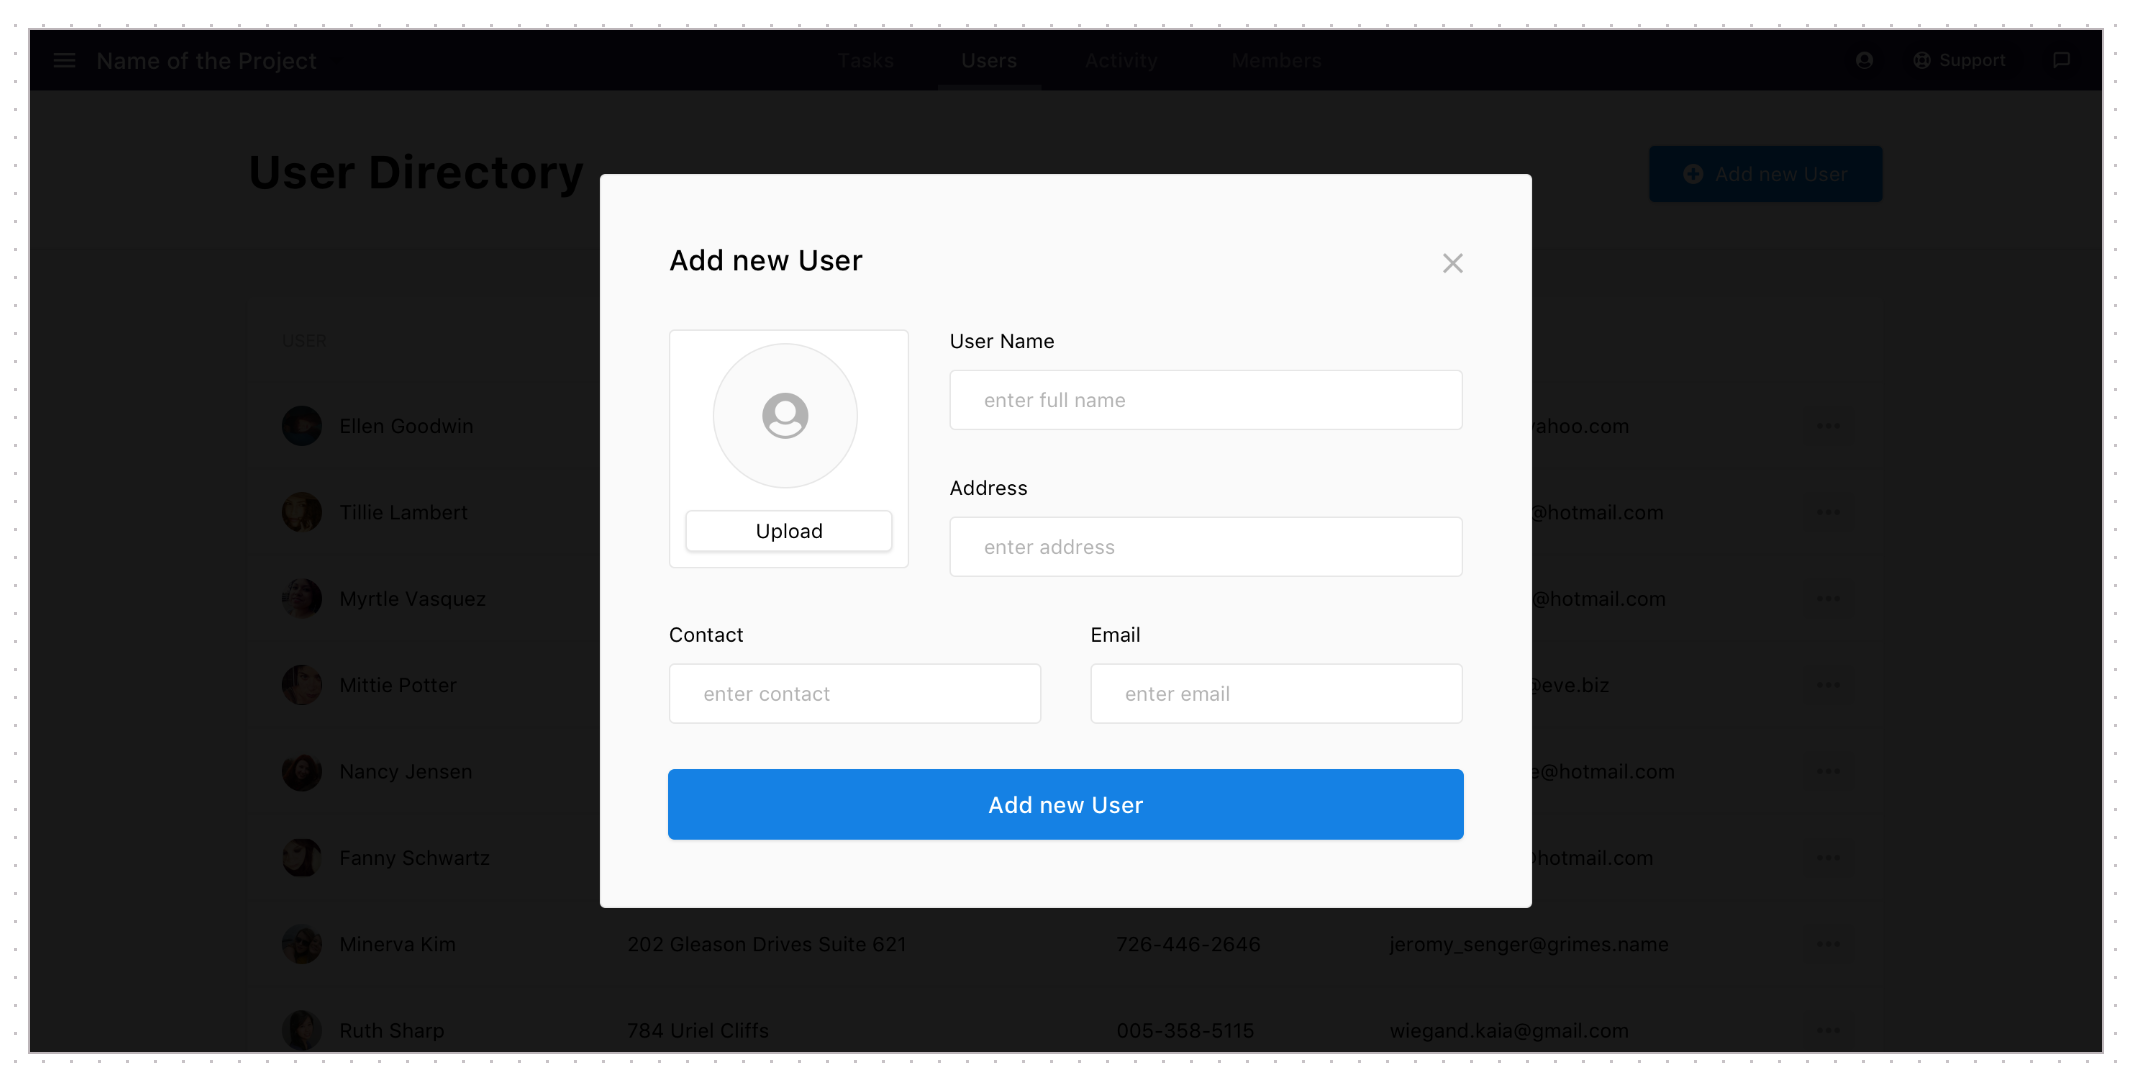 Name of the Project
Tasks
Users
Activity
Members
Support
User Directory
Add new User
Add new User
USER
User Name
enter full name
Upload
Address
enter address
Contact
Email
enter contact
enter email
Add new User
Ellen Goodwin
yahoo.com
Tillie Lambert
@hotmail.com
Myrtle Vasquez
@hotmail.com
Mittie Potter
@eve.biz
Nancy Jensen
e@hotmail.com
Fanny Schwartz
@hotmail.com
Minerva Kim
202 Gleason Drives Suite 621
726-446-2646
jeromy_senger@grimes.name
Ruth Sharp
784 Uriel Cliffs
005-358-5115
wiegand.kaia@gmail.com